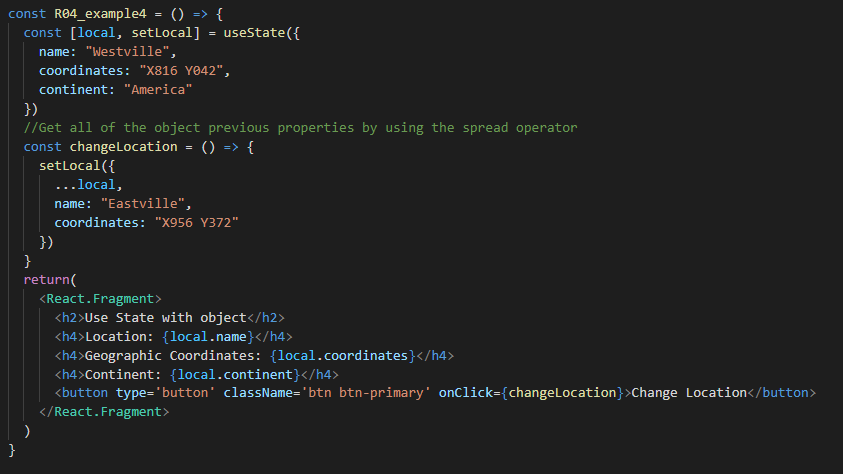 const R04_example4 = () => {
const [local, setLocal] = useState({
name: "Westville",
coordinates: "X816 Y042",
continent: "America"
})
//Get all of the object previous properties by using the spread operator
const changeLocation = () => {
setLocal({
...local,
name: "Eastville",
coordinates: "X956 Y372"
})
}
return(
<React.Fragment>
<h2>Use State with object</h2>
<h4>Location: {local.name}</h4>
<h4>Geographic Coordinates: {local.coordinates}</h4>
<h4>Continent: {local.continent}</h4>
<button type='button' className='btn btn-primary' onClick={changeLocation}>Change Location</button>
</React.Fragment>
)
}